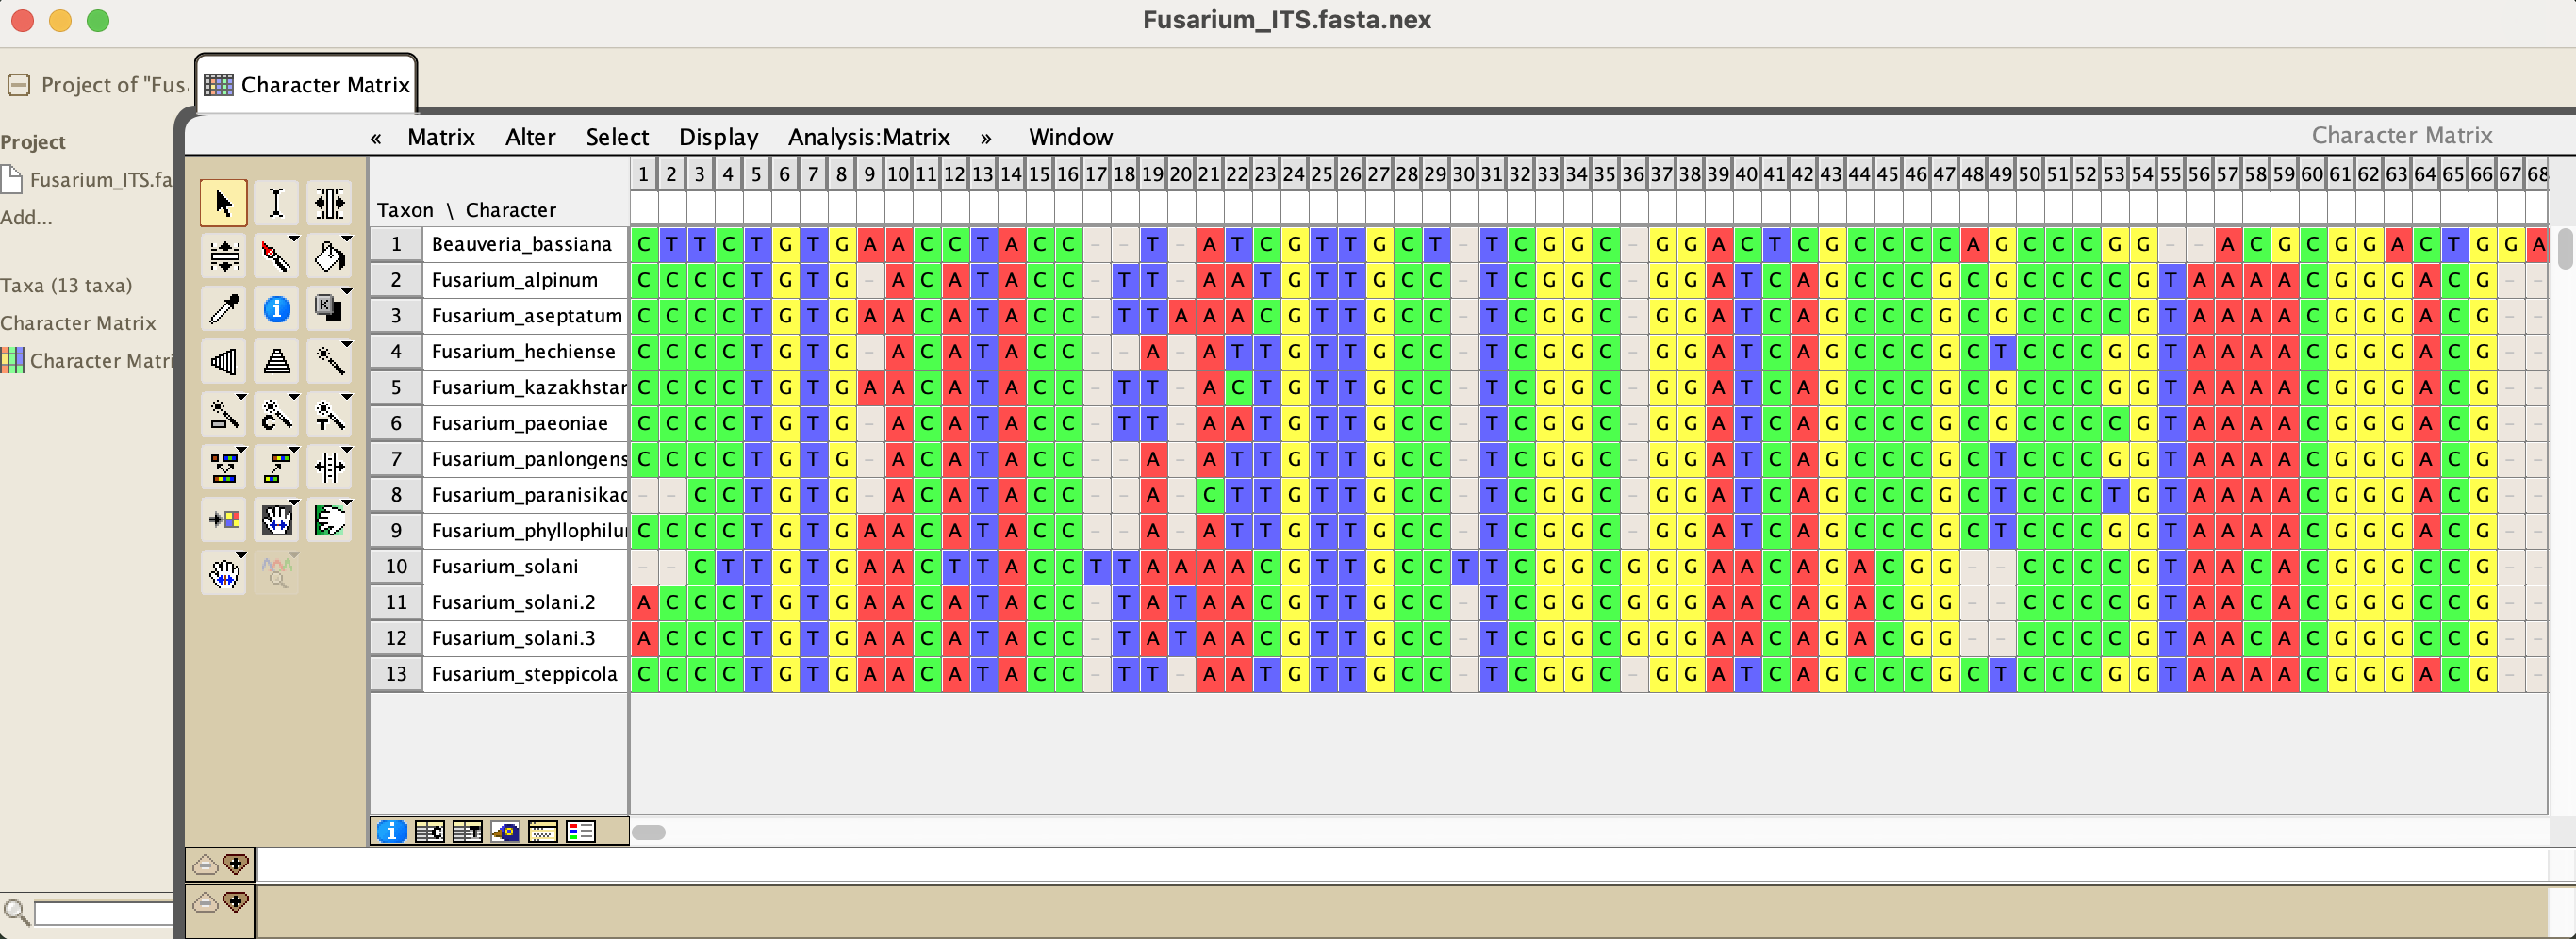 Fusarium_ITS.fasta.nex
Project of "Fus
Character Matrix
Project
Fusarium_ITS.fa
Add...
Taxa (13 taxa)
Character Matrix
Character Matri
« Matrix Alter Select Display Analysis:Matrix » Window Character Matrix
1 2 3 4 5 6 7 8 9 10 11 12 13 14 15 16 17 18 19 20 21 22 23 24 25 26 27 28 29 30 31 32 33 34 35 36 37 38 39 40 41 42 43 44 45 46 47 48 49 50 51 52 53 54 55 56 57 58 59 60 61 62 63 64 65 66 67 68
Taxon \ Character
1 Beauveria_bassiana C T T C T G T G A A C C T A C C - - T - A T C G T T G C T - T C G G C - G G A C T C G C C C C A G C C C G G - - A C G C G G A C T G G A
2 Fusarium_alpinum C C C C T G T G - A C A T A C C - T T - A A T G T T G C C - T C G G C - G G A T C A G C C C G C G C C C C G T A A A A C G G G A C G - -
3 Fusarium_aseptatum C C C C T G T G A A C A T A C C - T T A A A C G T T G C C - T C G G C - G G A T C A G C C C G C G C C C C G T A A A A C G G G A C G - -
4 Fusarium_hechiense C C C C T G T G - A C A T A C C - - A - A T T G T T G C C - T C G G C - G G A T C A G C C C G C T C C C G G T A A A A C G G G A C G - -
5 Fusarium_kazakhstar C C C C T G T G A A C A T A C C - T T - A C T G T T G C C - T C G G C - G G A T C A G C C C G C G C C C G G T A A A A C G G G A C G - -
6 Fusarium_paeoniae C C C C T G T G - A C A T A C C - T T - A A T G T T G C C - T C G G C - G G A T C A G C C C G C G C C C C G T A A A A C G G G A C G - -
7 Fusarium_panlongens C C C C T G T G - A C A T A C C - - A - A T T G T T G C C - T C G G C - G G A T C A G C C C G C T C C C G G T A A A A C G G G A C G - -
8 Fusarium_paranisikac - - C C T G T G - A C A T A C C - - A - C T T G T T G C C - T C G G C - G G A T C A G C C C G C T C C C T G T A A A A C G G G A C G - -
9 Fusarium_phyllophilu C C C C T G T G A A C A T A C C - - A - A T T G T T G C C - T C G G C - G G A T C A G C C C G C T C C C G G T A A A A C G G G A C G - -
10 Fusarium_solani - - C T T G T G A A C T T A C C T T A A A A C G T T G C C T T C G G C G G G A A C A G A C G G - - C C C C G T A A C A C G G G C C G - -
11 Fusarium_solani.2 A C C C T G T G A A C A T A C C - T A T A A C G T T G C C - T C G G C G G G A A C A G A C G G - - C C C C G T A A C A C G G G C C G - -
12 Fusarium_solani.3 A C C C T G T G A A C A T A C C - T A T A A C G T T G C C - T C G G C G G G A A C A G A C G G - - C C C C G T A A C A C G G G C C G - -
13 Fusarium_steppicola C C C C T G T G A A C A T A C C - T T - A A T G T T G C C - T C G G C - G G A T C A G C C C G C T C C C G G T A A A A C G G G A C G - -